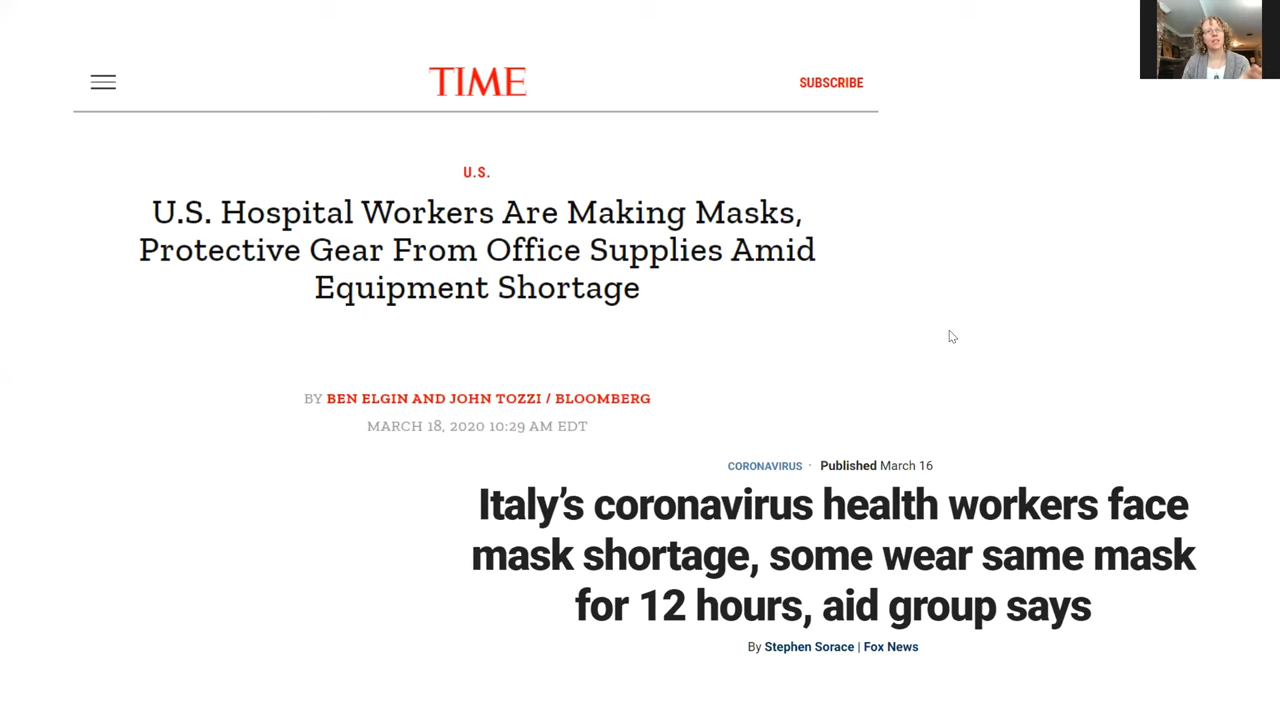 TIME
SUBSCRIBE
U.S.
U.S. Hospital Workers Are Making Masks,
Protective Gear From Office Supplies Amid
Equipment Shortage
BY BEN ELGIN AND JOHN TOZZI / BLOOMBERG
MARCH 18, 2020 10:29 AM EDT
CORONAVIRUS · Published March 16
Italy’s coronavirus health workers face
mask shortage, some wear same mask
for 12 hours, aid group says
By Stephen Sorace | Fox News